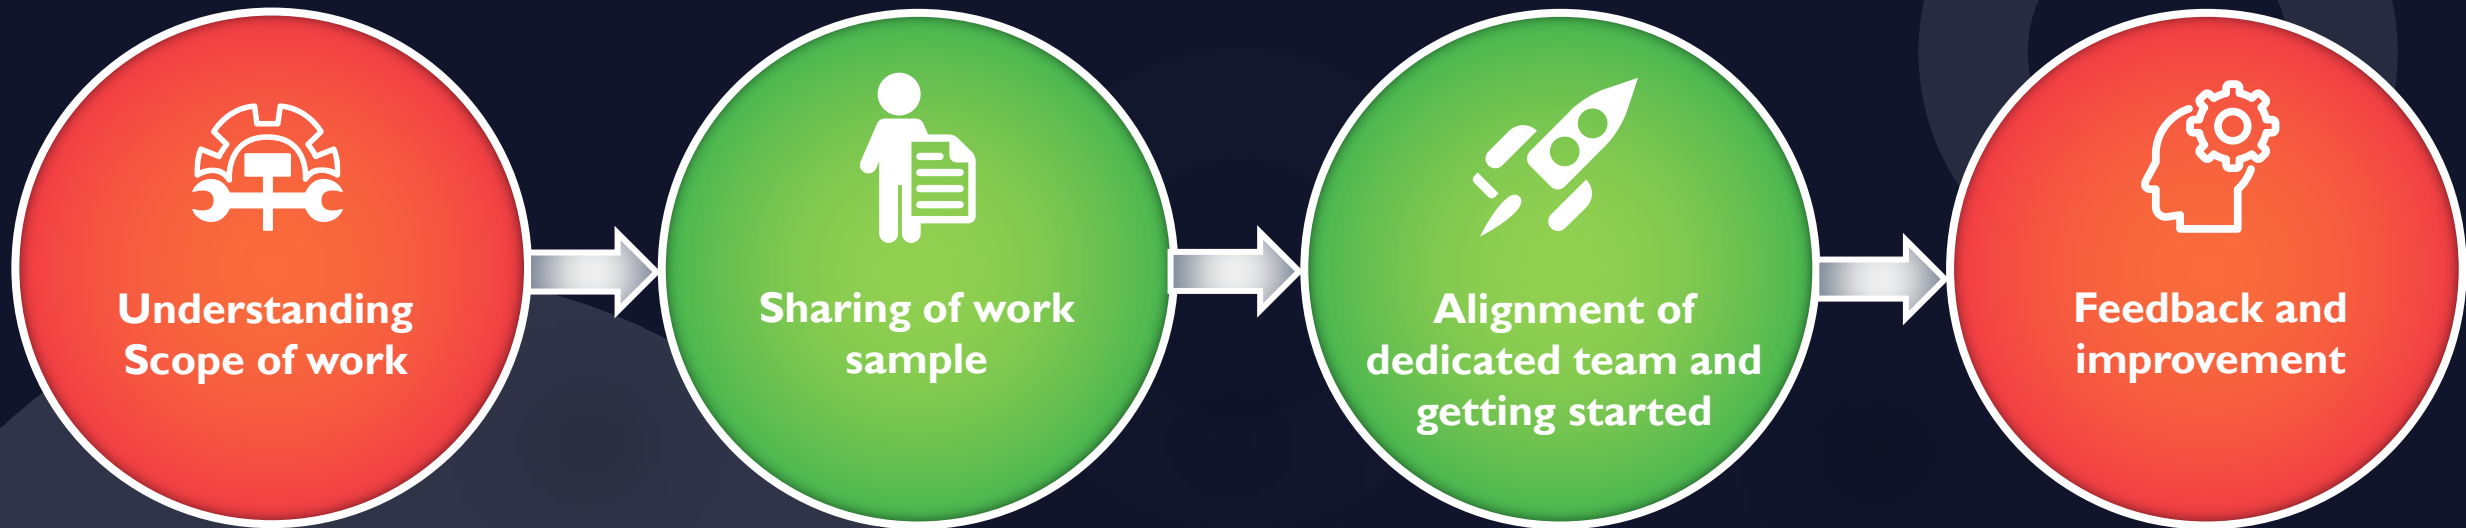 Understanding
Scope of work
Sharing of work
sample
Alignment of
dedicated team and
getting started
Feedback and
improvement